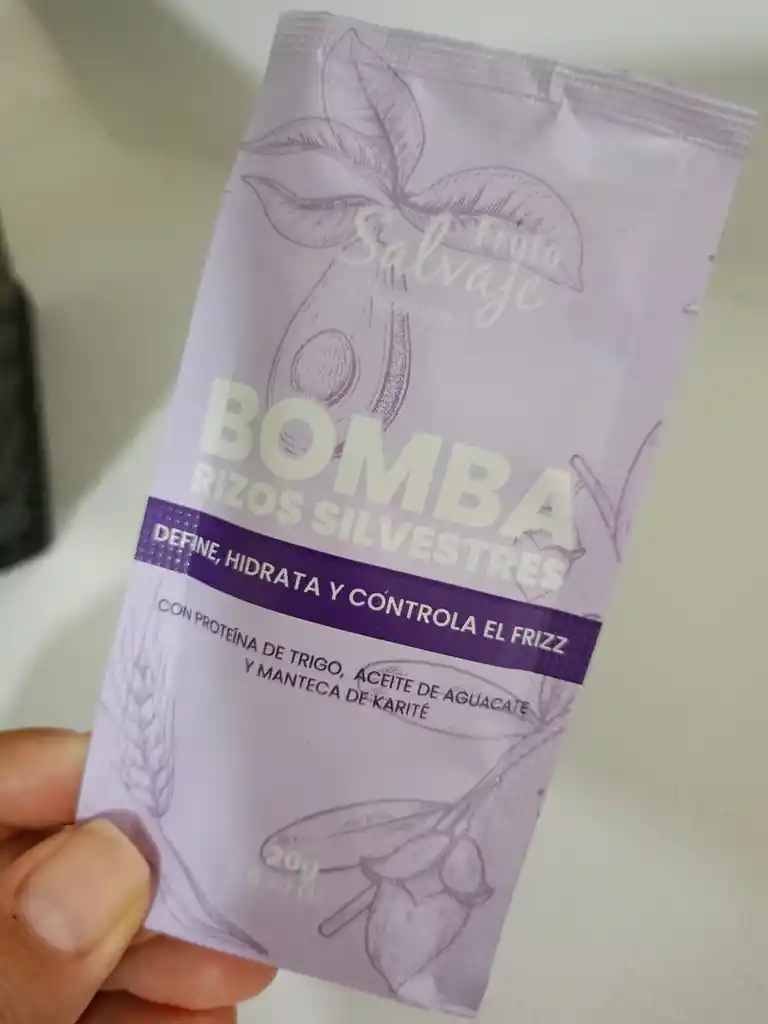 Fruto
Salvaje
BOMBA
RIZOS SILVESTRES
DEFINE, HIDRATA Y CONTROLA EL FRIZZ
CON PROTEÍNA DE TRIGO, ACEITE DE AGUACATE
Y MANTECA DE KARITÉ
20g